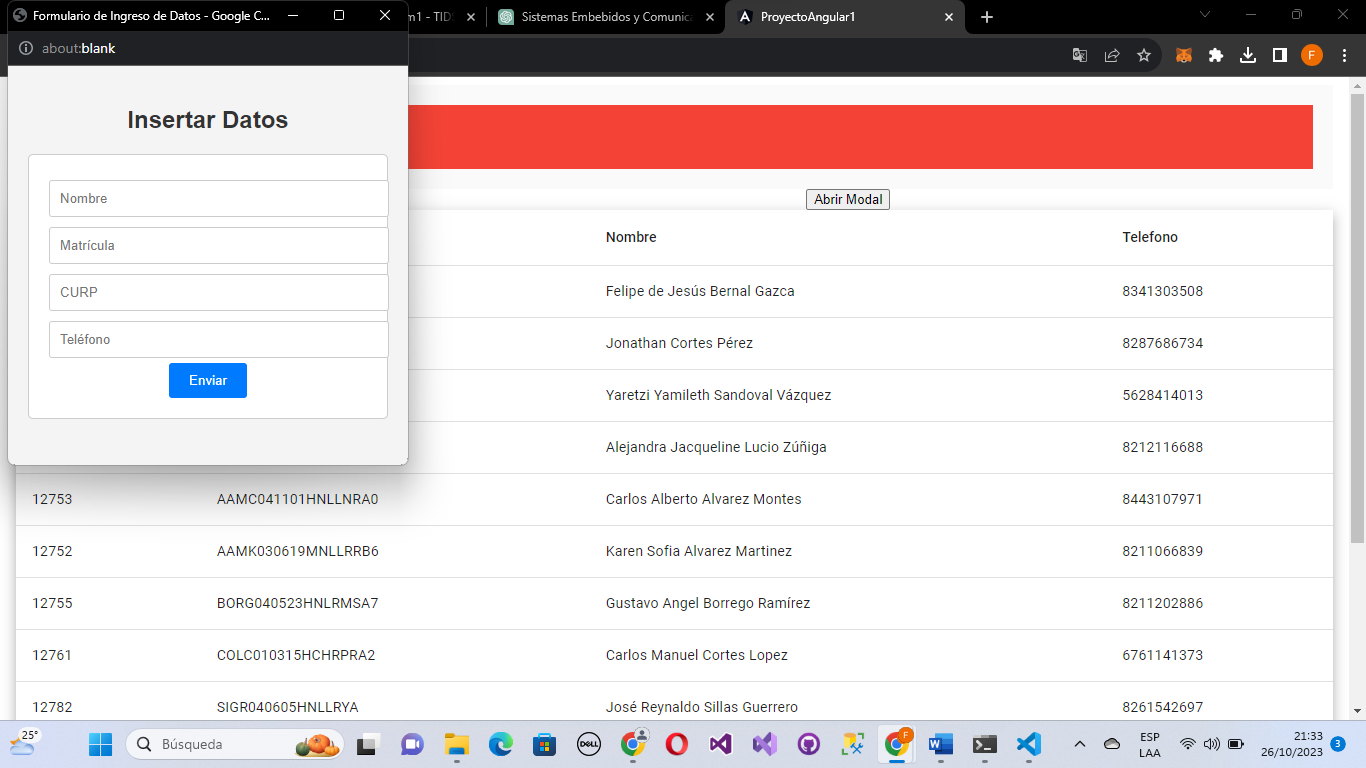 Formulario de Ingreso de Datos - Google C...
m1 - TID
Sistemas Embebidos y Comunica
ProyectoAngular1
about:blank
F
Insertar Datos
Nombre
Matrícula
CURP
Teléfono
Enviar
Abrir Modal
Nombre Telefono
Felipe de Jesús Bernal Gazca 8341303508
Jonathan Cortes Pérez 8287686734
Yaretzi Yamileth Sandoval Vázquez 5628414013
Alejandra Jacqueline Lucio Zúñiga 8212116688
12753 AAMC041101HNLLNRA0 Carlos Alberto Alvarez Montes 8443107971
12752 AAMK030619MNLLRRB6 Karen Sofia Alvarez Martinez 8211066839
12755 BORG040523HNLRMSA7 Gustavo Angel Borrego Ramírez 8211202886
12761 COLC010315HCHRPRA2 Carlos Manuel Cortes Lopez 6761141373
12782 SIGR040605HNLLRYA José Reynaldo Sillas Guerrero 8261542697
25°
Búsqueda
DELL
F
ESP
LAA
21:33
26/10/2023
3